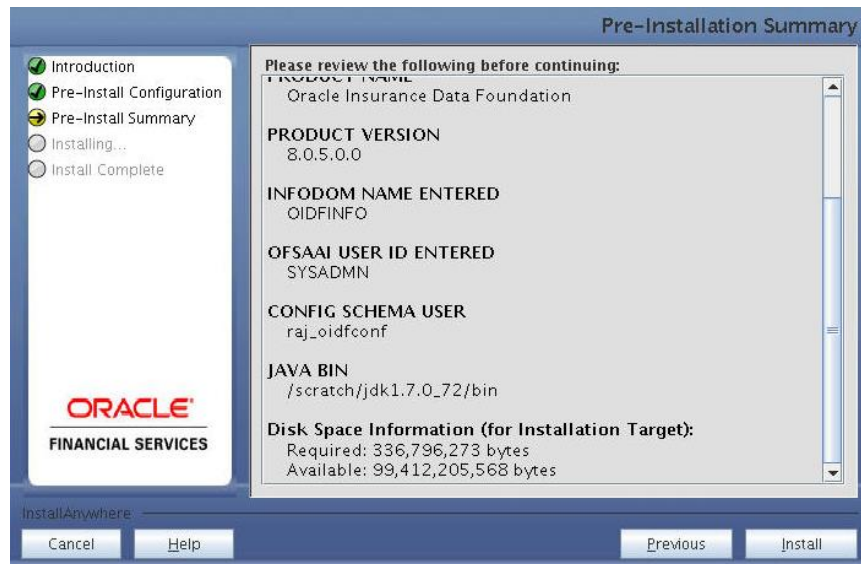 Pre-Installation Summary
Introduction
Pre-Install Configuration
Pre-Install Summary
Installing...
Install Complete
ORACLE
FINANCIAL SERVICES
Please review the following before continuing:
PRODUCT NAME
Oracle Insurance Data Foundation
PRODUCT VERSION
8.0.5.0.0
INFODOM NAME ENTERED
OIDFINFO
OFSAAI USER ID ENTERED
SYSADMN
CONFIG SCHEMA USER
raj_oidfconf
JAVA BIN
/scratch/jdk1.7.0_72/bin
Disk Space Information (for Installation Target):
Required: 336,796,273 bytes
Available: 99,412,205,568 bytes
InstallAnywhere
Cancel
Help
Previous
Install